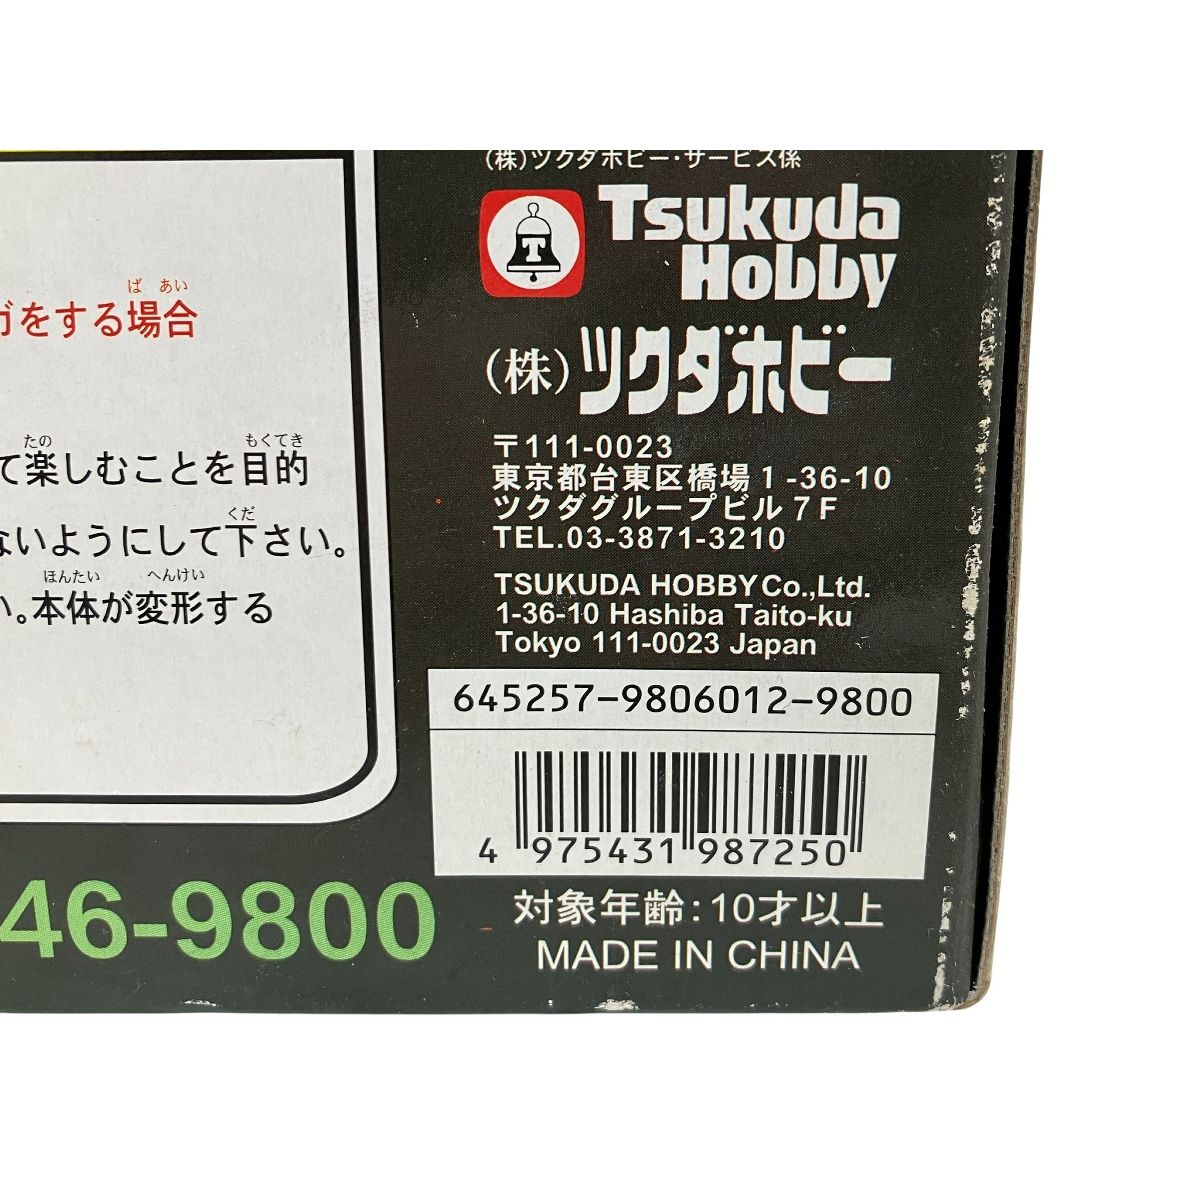 (株)ツクダホビー・サービス係
T
Tsukuda
Hobby
(株)ツクダホビー
〒111-0023
東京都台東区橋場1-36-10
ツクダグループビル7F
TEL.03-3871-3210
TSUKUDA HOBBY Co.,Ltd.
1-36-10 Hashiba Taito-ku
Tokyo 111-0023 Japan
645257-9806012-9800
4 975431 987250
対象年齢:10才以上
MADE IN CHINA
ば あい
ガをする場合
たの もくてき
て楽しむことを目的
くだ
ないようにして下さい。
ほんたい へんけい
い。本体が変形する
46-9800